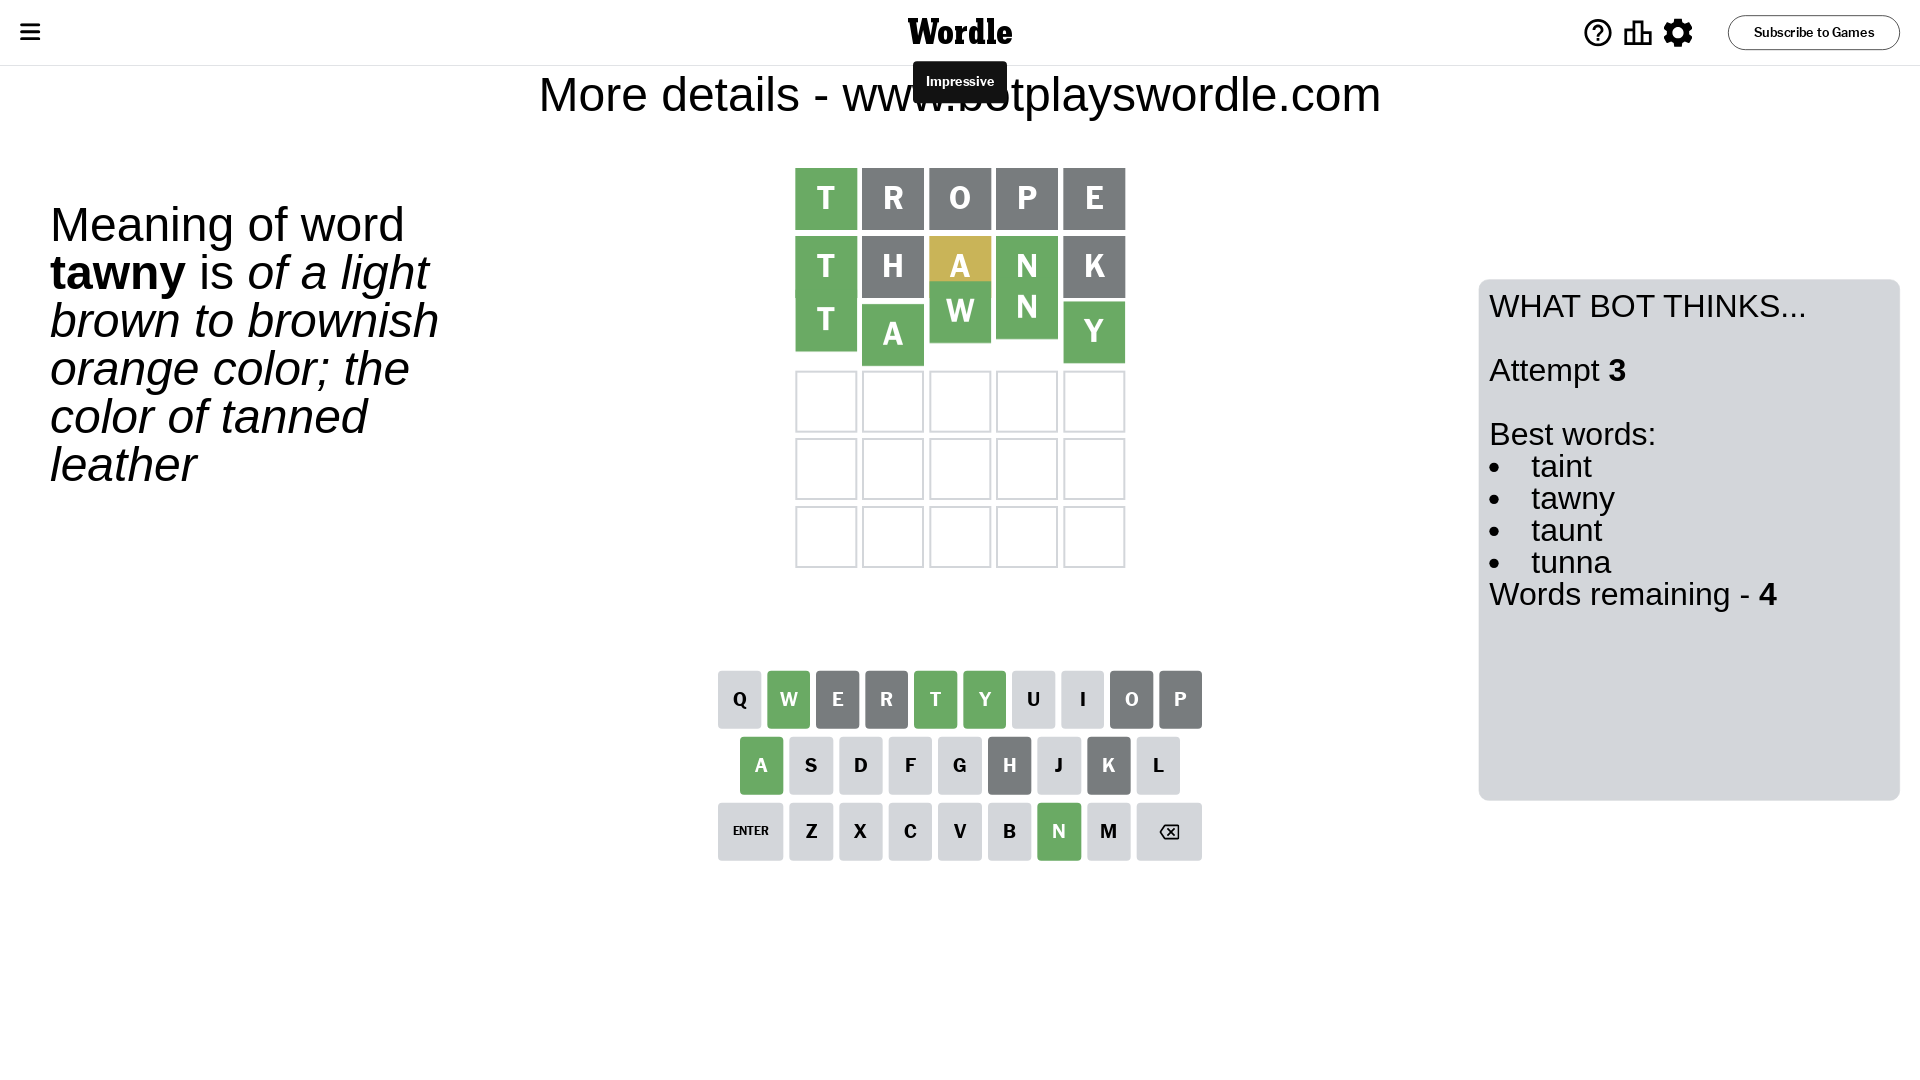 Wordle
Subscribe to Games
Impressive
More details - www.botplayswordle.com
Meaning of word
tawny is of a light
brown to brownish
orange color; the
color of tanned
leather
T R O P E
T H A N K
T A W N Y
WHAT BOT THINKS...
Attempt 3
Best words:
• taint
• tawny
• taunt
• tunna
Words remaining - 4
Q W E R T Y U I O P
A S D F G H J K L
ENTER Z X C V B N M